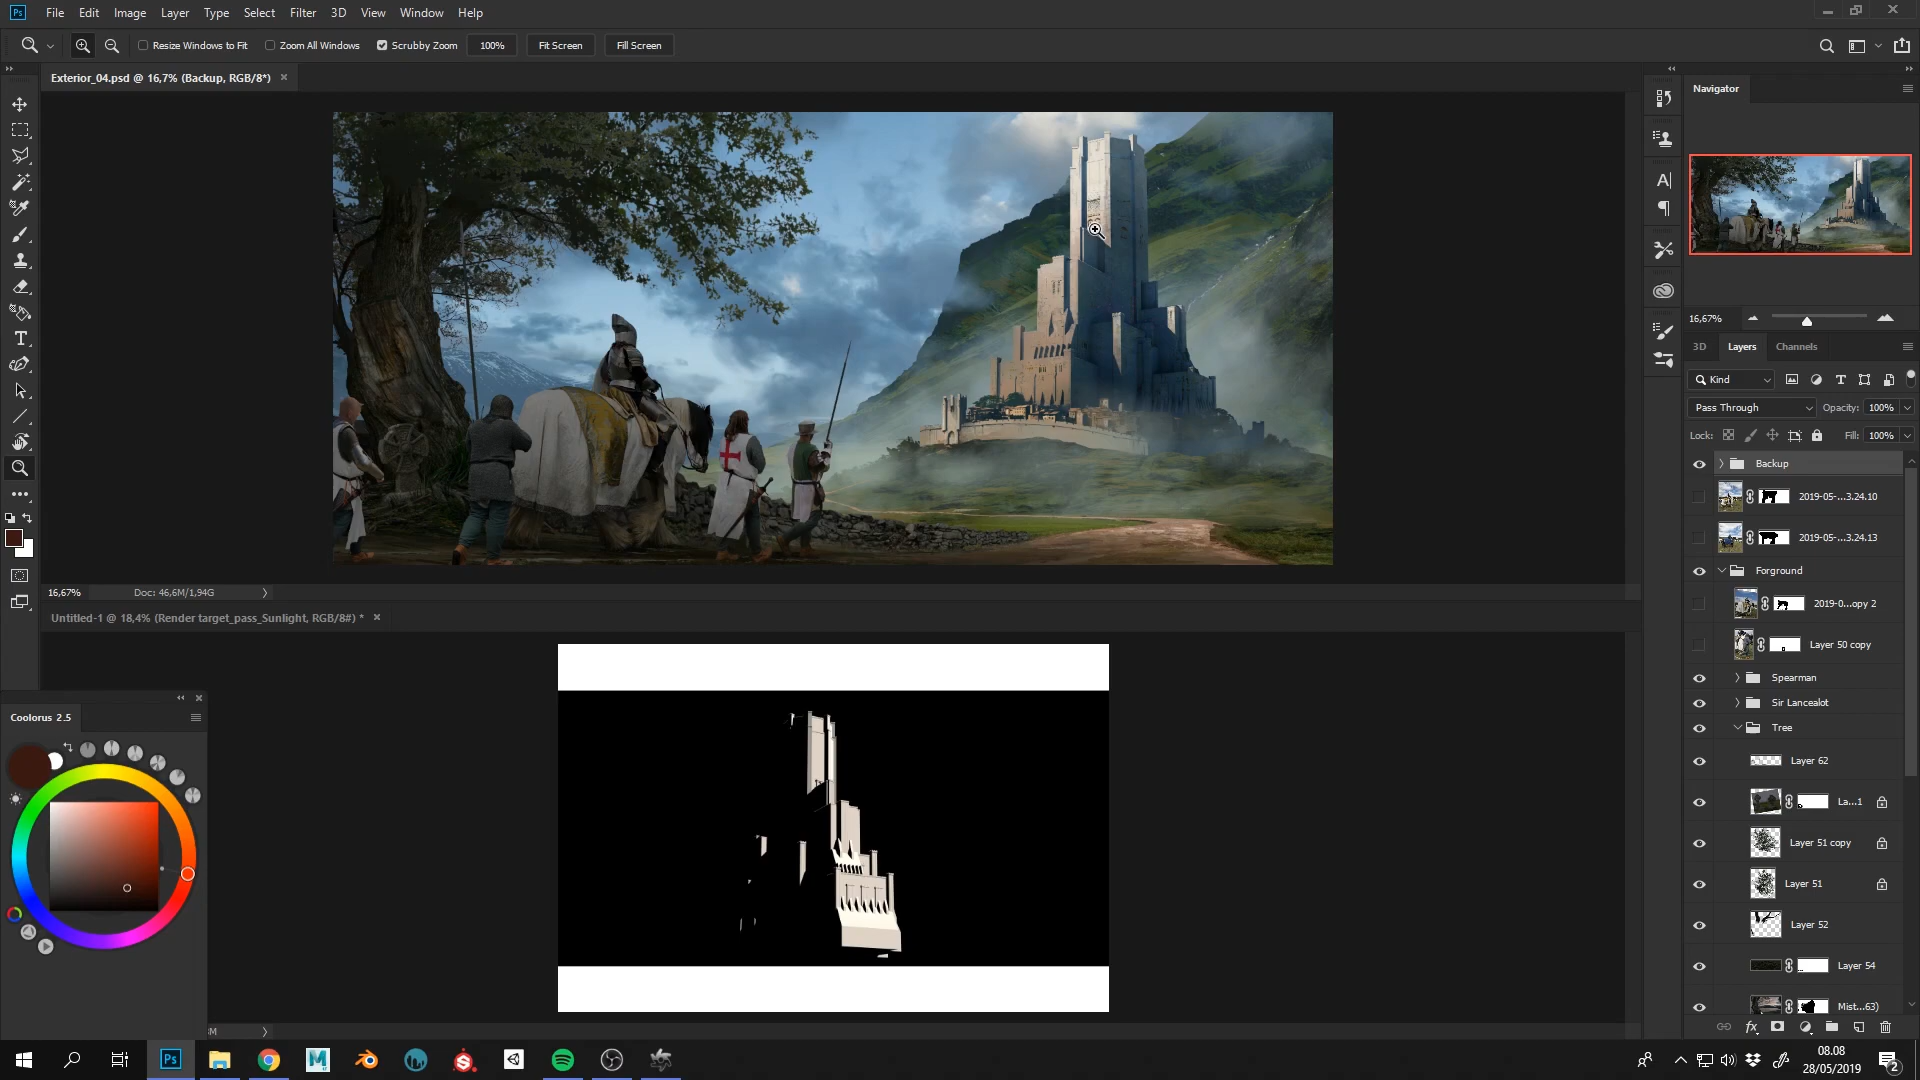 Ps File Edit Image Layer Type Select Filter 3D View Window Help
Resize Windows to Fit Zoom All Windows Scrubby Zoom 100% Fit Screen Fill Screen
Exterior_04.psd @ 16,7% (Backup, RGB/8*)
Navigator
16,67%
3D Layers Channels
Kind
Pass Through Opacity: 100%
Lock: Fill: 100%
Backup
2019-05-...3.24.10
2019-05-...3.24.13
Forground
2019-0...opy 2
Layer 50 copy
Spearman
Sir Lancealot
Tree
Layer 62
La...1
Layer 51 copy
Layer 51
Layer 52
Layer 54
Mist...63)
16,67% Doc: 46,6M/1,94G
Untitled-1 @ 18,4% (Render target_pass_Sunlight, RGB/8#) *
Coolorus 2.5
Ps
08.08
28/05/2019
2